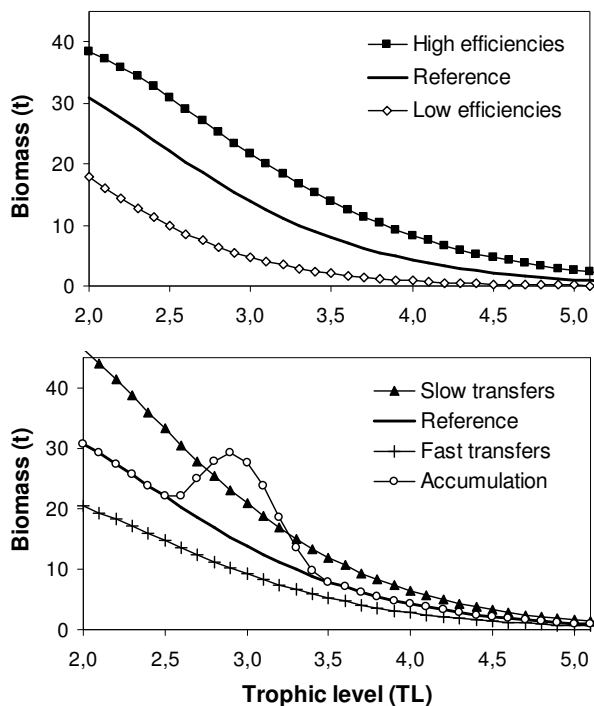 40
30
20
10
0
Biomass (t)
High efficiencies
Reference
Low efficiencies
2,0 2,5 3,0 3,5 4,0 4,5 5,0
40
30
20
10
0
Biomass (t)
Slow transfers
Reference
Fast transfers
Accumulation
2,0 2,5 3,0 3,5 4,0 4,5 5,0
Trophic level (TL)